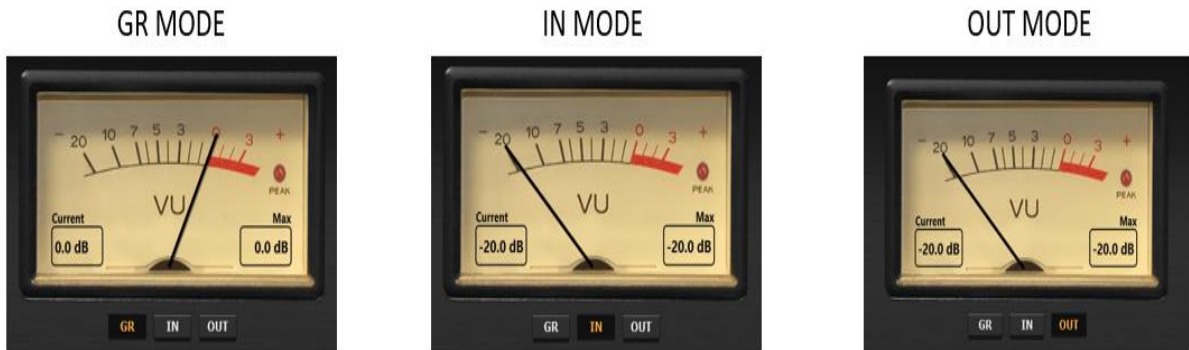 GR MODE
IN MODE
OUT MODE
- 20 10 7 5 3 0 3 +
PEAK
VU
Current
Max
0.0 dB
0.0 dB
GR IN OUT
- 20 10 7 5 3 0 3 +
PEAK
VU
Current
Max
-20.0 dB
-20.0 dB
GR IN OUT
- 20 10 7 5 3 0 3 +
PEAK
VU
Current
Max
-20.0 dB
-20.0 dB
GR IN OUT